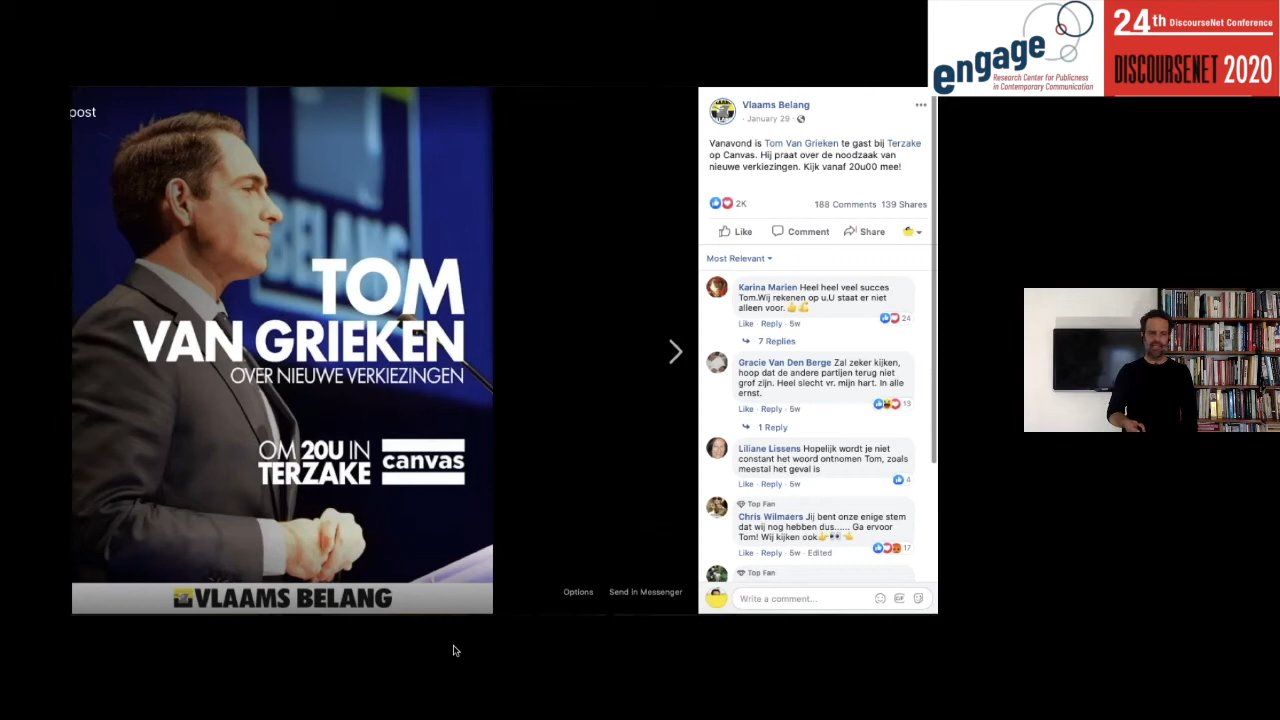 engage
Research Center for Publicness
in Contemporary Communication
24th DiscourseNet Conference
DISCOURSENET 2020
post
BELANG
TOM
VAN GRIEKEN
OVER NIEUWE VERKIEZINGEN
OM 20U IN
TERZAKE
canvas
VLAAMS BELANG
Options
Send in Messenger
Vlaams Belang
· January 29 ·
Vanavond is Tom Van Grieken te gast bij Terzake
op Canvas. Hij praat over de noodzaak van
nieuwe verkiezingen. Kijk vanaf 20u00 mee!
2K
188 Comments 139 Shares
Like
Comment
Share
Most Relevant
Karina Marien Heel heel veel succes
Tom.Wij rekenen op u.U staat er niet
alleen voor.👍💪
24
Like · Reply · 5w
7 Replies
Gracie Van Den Berge Zal zeker kijken,
hoop dat de andere partijen terug niet
grof zijn. Heel slecht vr. mijn hart. In alle
ernst.
13
Like · Reply · 5w
1 Reply
Liliane Lissens Hopelijk wordt je niet
constant het woord ontnomen Tom, zoals
meestal het geval is
4
Like · Reply · 5w
Top Fan
Chris Wilmaers Jij bent onze enige stem
dat wij nog hebben dus...... Ga ervoor
Tom! Wij kijken ook👉👀👈
17
Like · Reply · 5w · Edited
Top Fan
Write a comment...
GIF